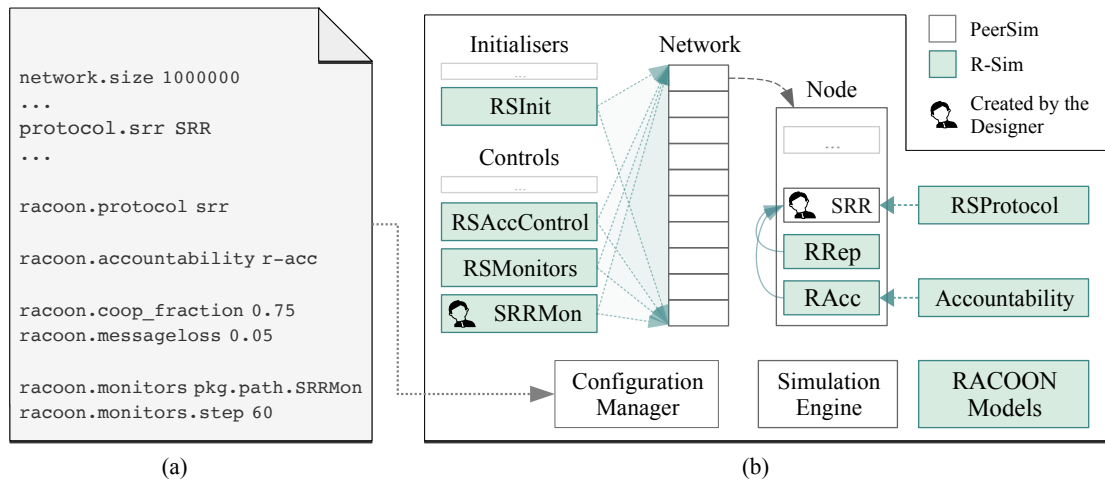 network.size 1000000
...
protocol.srr SRR
...
racoon.protocol srr
racoon.accountability r-acc
racoon.coop_fraction 0.75
racoon.messageloss 0.05
racoon.monitors pkg.path.SRRMon
racoon.monitors.step 60
(a)
Initialisers
...
RSInit
Controls
...
RSAccControl
RSMonitors
SRRMon
Network
Node
...
SRR
RRep
RAcc
RSProtocol
Accountability
PeerSim
R-Sim
Created by the
Designer
Configuration
Manager
Simulation
Engine
RACOON
Models
(b)